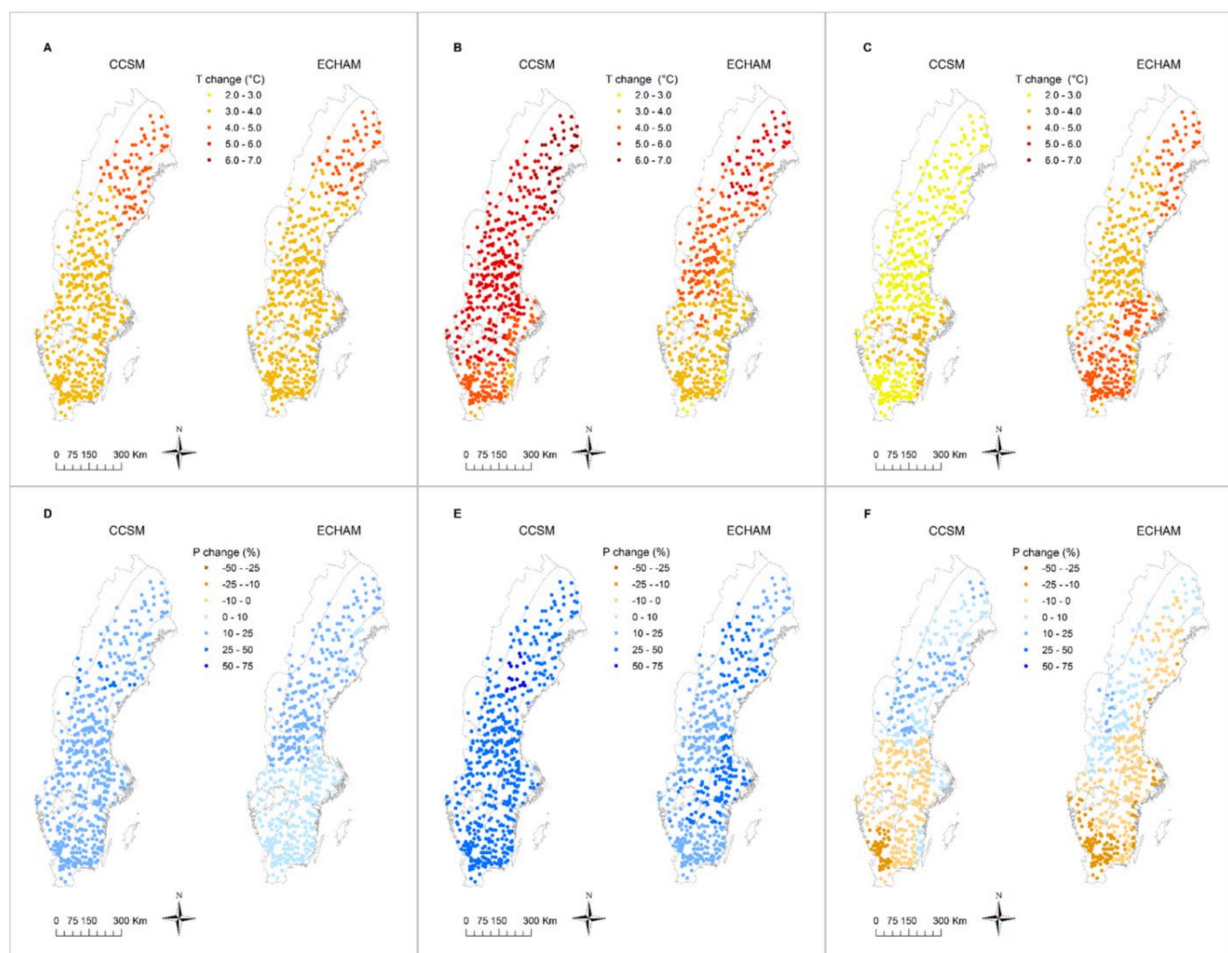 A
CCSM
ECHAM
T change (°C)
2.0 - 3.0
3.0 - 4.0
4.0 - 5.0
5.0 - 6.0
6.0 - 7.0
N
0 75 150 300 Km
B
CCSM
ECHAM
T change (°C)
2.0 - 3.0
3.0 - 4.0
4.0 - 5.0
5.0 - 6.0
6.0 - 7.0
N
0 75 150 300 Km
C
CCSM
ECHAM
T change (°C)
2.0 - 3.0
3.0 - 4.0
4.0 - 5.0
5.0 - 6.0
6.0 - 7.0
N
0 75 150 300 Km
D
CCSM
ECHAM
P change (%)
-50 - -25
-25 - -10
-10 - 0
0 - 10
10 - 25
25 - 50
50 - 75
N
0 75 150 300 Km
E
CCSM
ECHAM
P change (%)
-50 - -25
-25 - -10
-10 - 0
0 - 10
10 - 25
25 - 50
50 - 75
N
0 75 150 300 Km
F
CCSM
ECHAM
P change (%)
-50 - -25
-25 - -10
-10 - 0
0 - 10
10 - 25
25 - 50
50 - 75
N
0 75 150 300 Km